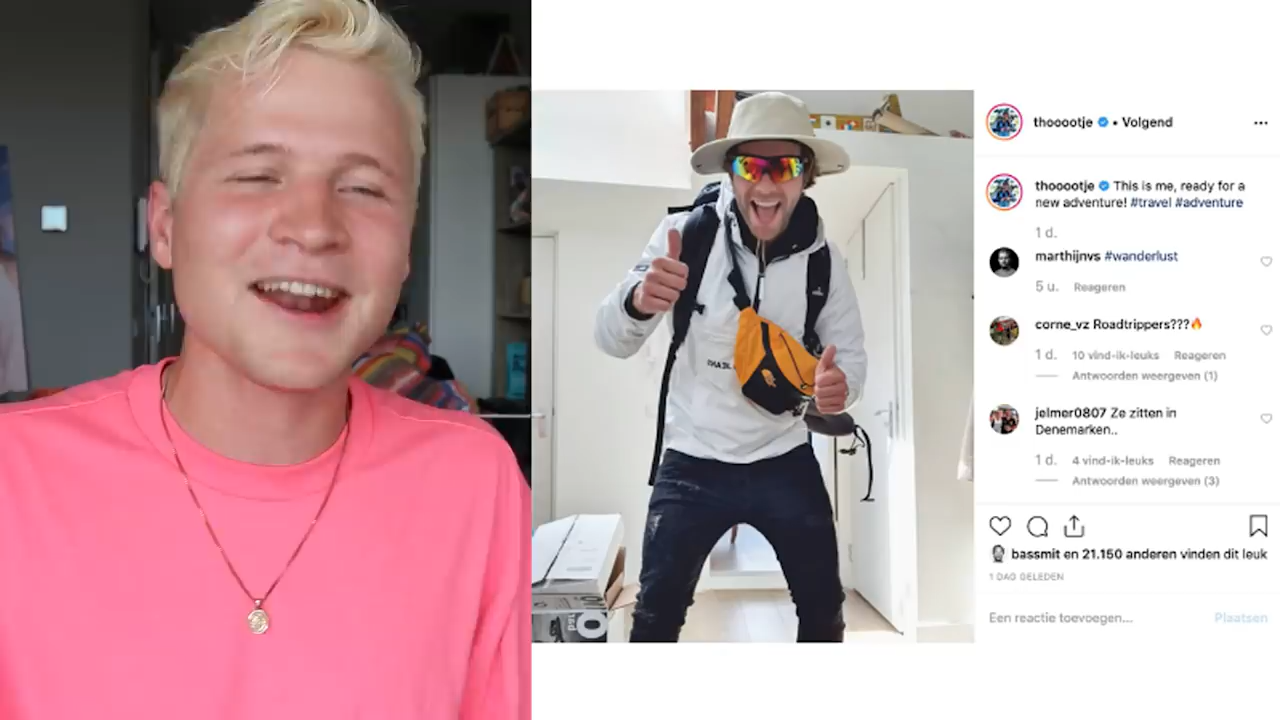 thooootje • Volgend
thooootje This is me, ready for a
new adventure! #travel #adventure
1 d.
marthijnvs #wanderlust
5 u. Reageren
corne_vz Roadtrippers???🔥
1 d. 10 vind-ik-leuks Reageren
Antwoorden weergeven (1)
jelmer0807 Ze zitten in
Denemarken..
1 d. 4 vind-ik-leuks Reageren
Antwoorden weergeven (3)
bassmit en 21.150 anderen vinden dit leuk
1 DAG GELEDEN
Een reactie toevoegen... Plaatsen